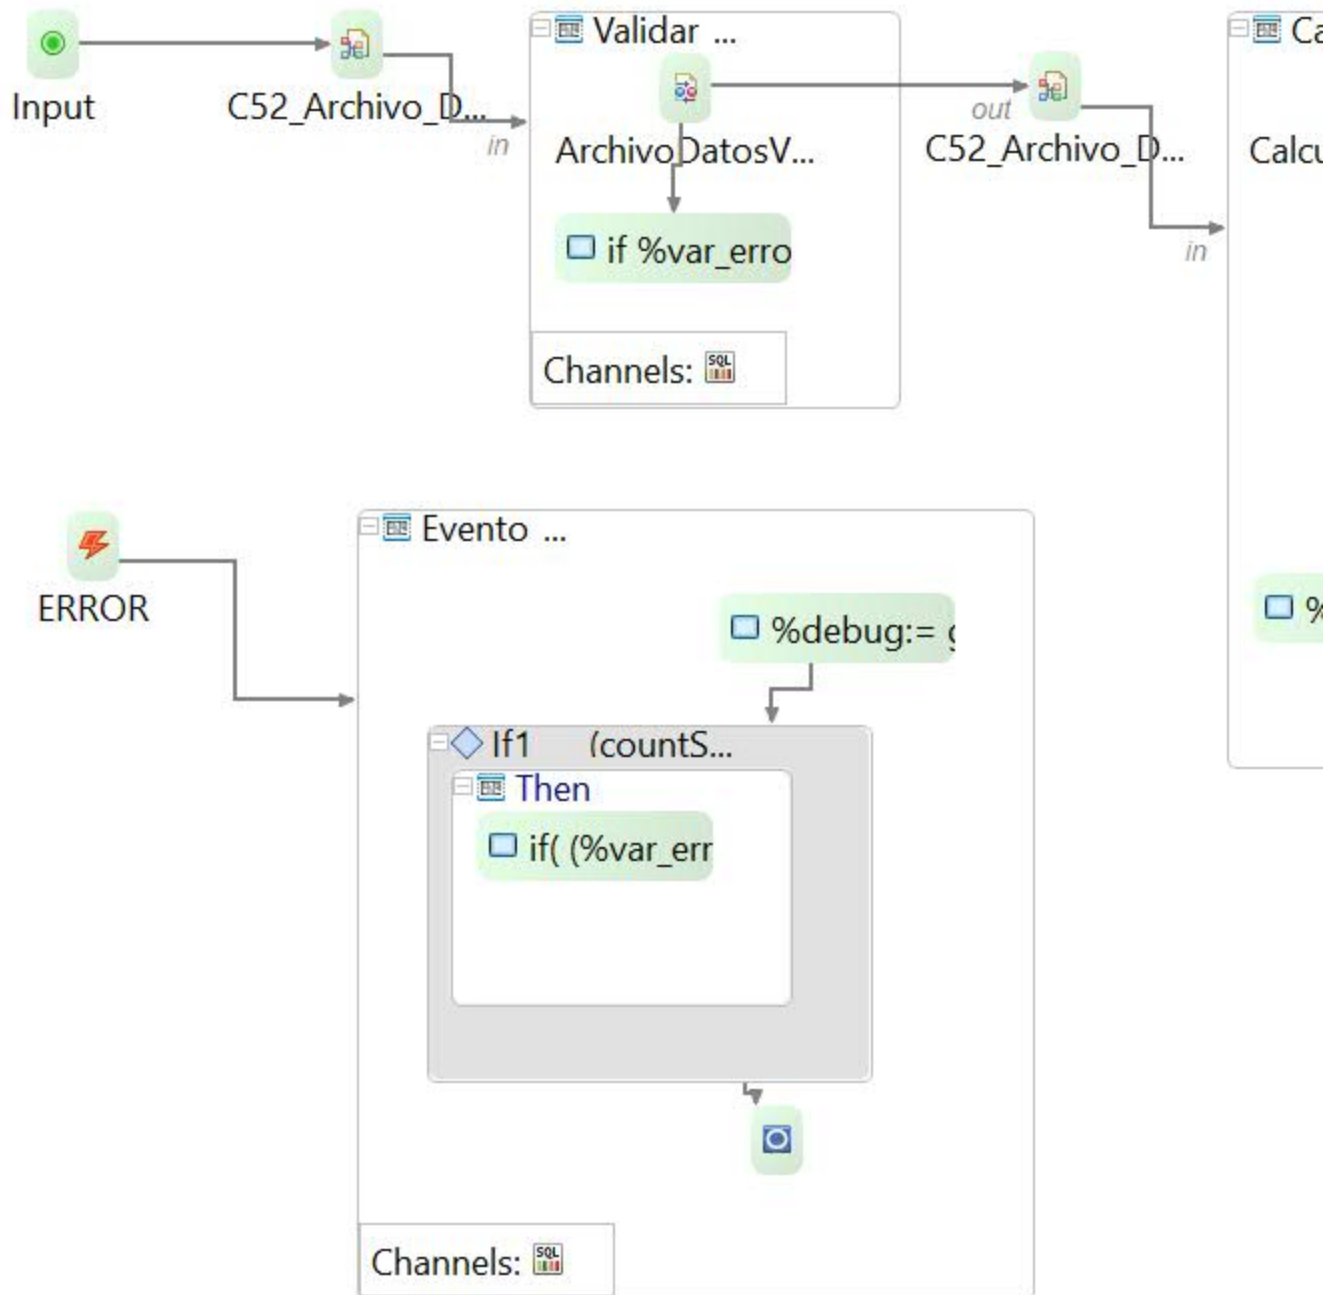 Validar ...
Ca
Input
C52_Archivo_D...
in
ArchivoDatosV...
out
C52_Archivo_D...
Calcu
in
if %var_erro
Channels:
SQL
ERROR
Evento ...
%debug:= g
%
If1 (countS...
Then
if( (%var_err
Channels:
SQL